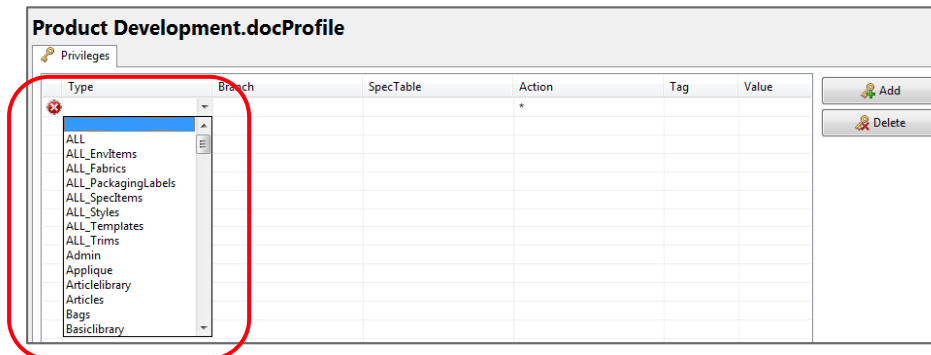 Product Development.docProfile
Privileges
Type Branch SpecTable Action Tag Value
Add
*
Delete
ALL
ALL_EnvItems
ALL_Fabrics
ALL_PackagingLabels
ALL_SpecItems
ALL_Styles
ALL_Templates
ALL_Trims
Admin
Applique
Articlelibrary
Articles
Bags
Basiclibrary